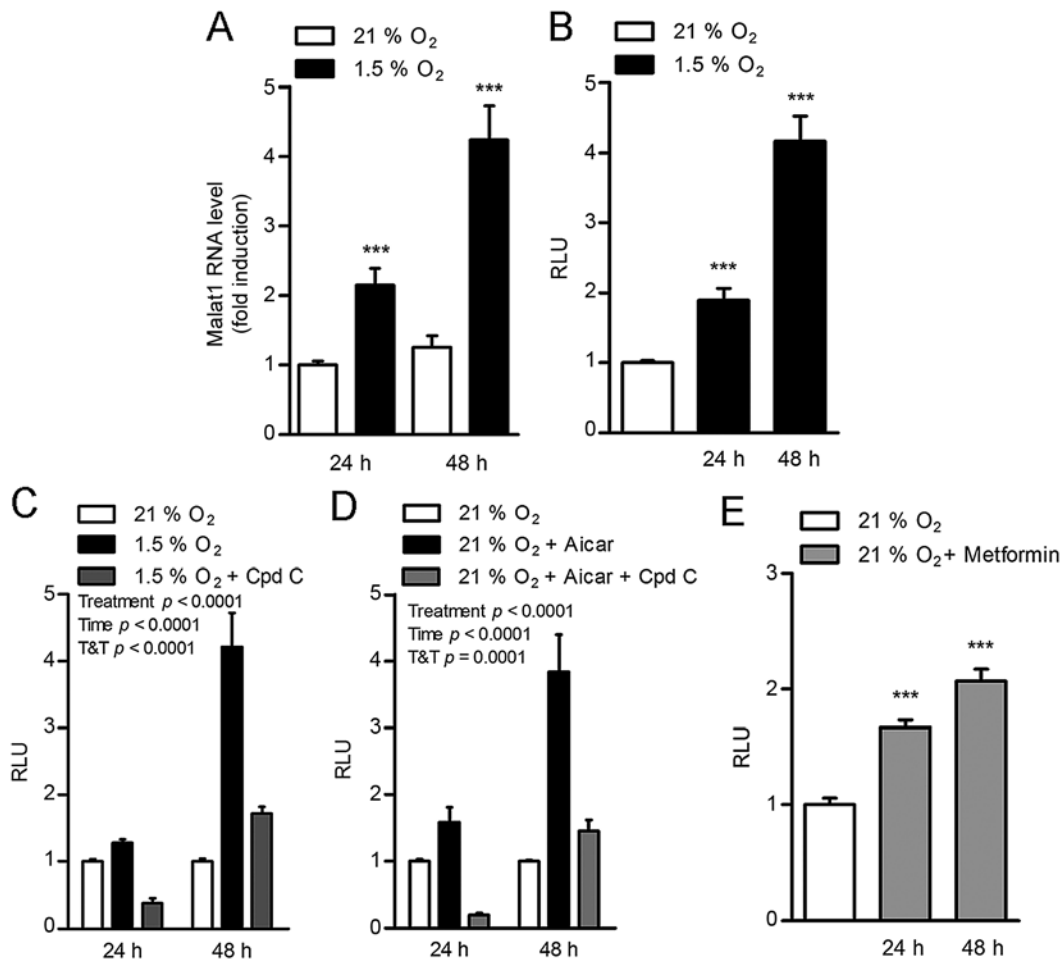 A
21 % O₂
1.5 % O₂
Malat1 RNA level
(fold induction)
5
4
3
2
1
0
***
***
24 h
48 h
B
21 % O₂
1.5 % O₂
RLU
5
4
3
2
1
0
***
***
24 h
48 h
C
21 % O₂
1.5 % O₂
1.5 % O₂ + Cpd C
Treatment p < 0.0001
Time p < 0.0001
T&T p < 0.0001
RLU
5
4
3
2
1
0
24 h
48 h
D
21 % O₂
21 % O₂ + Aicar
21 % O₂ + Aicar + Cpd C
Treatment p < 0.0001
Time p < 0.0001
T&T p = 0.0001
RLU
5
4
3
2
1
0
24 h
48 h
E
21 % O₂
21 % O₂ + Metformin
RLU
3
2
1
0
***
***
24 h
48 h